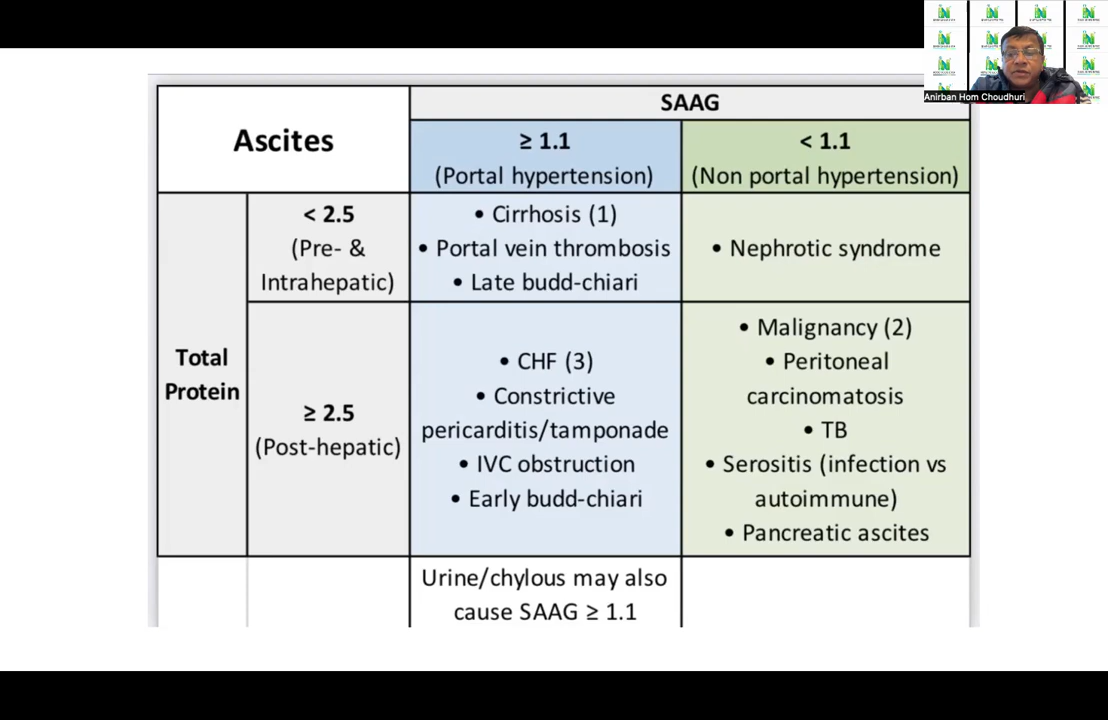 SAAG
Ascites
≥ 1.1
(Portal hypertension)
< 1.1
(Non portal hypertension)
Total
Protein
< 2.5
(Pre- &
Intrahepatic)
• Cirrhosis (1)
• Portal vein thrombosis
• Late budd-chiari
• Nephrotic syndrome
≥ 2.5
(Post-hepatic)
• CHF (3)
• Constrictive
pericarditis/tamponade
• IVC obstruction
• Early budd-chiari
• Malignancy (2)
• Peritoneal
carcinomatosis
• TB
• Serositis (infection vs
autoimmune)
• Pancreatic ascites
Urine/chylous may also
cause SAAG ≥ 1.1
Anirban Hom Choudhuri